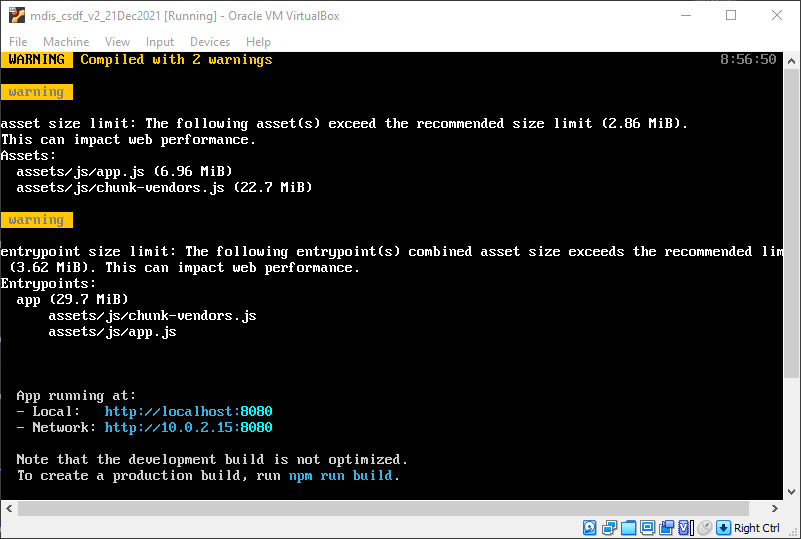 mdis_csdf_v2_21Dec2021 [Running] - Oracle VM VirtualBox
File Machine View Input Devices Help
WARNING Compiled with 2 warnings 8:56:50
warning
asset size limit: The following asset(s) exceed the recommended size limit (2.86 MiB).
This can impact web performance.
Assets:
assets/js/app.js (6.96 MiB)
assets/js/chunk-vendors.js (22.7 MiB)
warning
entrypoint size limit: The following entrypoint(s) combined asset size exceeds the recommended lim
(3.62 MiB). This can impact web performance.
Entrypoints:
app (29.7 MiB)
assets/js/chunk-vendors.js
assets/js/app.js
App running at:
- Local: http://localhost:8080
- Network: http://10.0.2.15:8080
Note that the development build is not optimized.
To create a production build, run npm run build.
Right Ctrl